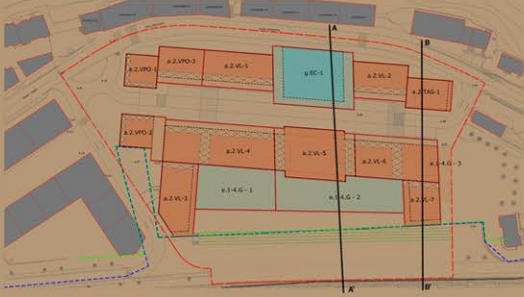 A
B
a.2.VPO-1
a.2.VPO-3
a.2.VL-1
g.EC-1
a.2.VL-2
a.2.TAS-1
a.2.VPO-2
a.2.VL-4
a.2.VL-5
a.2.VL-6
e.1-4.G - 3
a.2.VL-3
e.1-4.G - 1
e.1-4.G - 2
a.2.VL-7
A'
B'